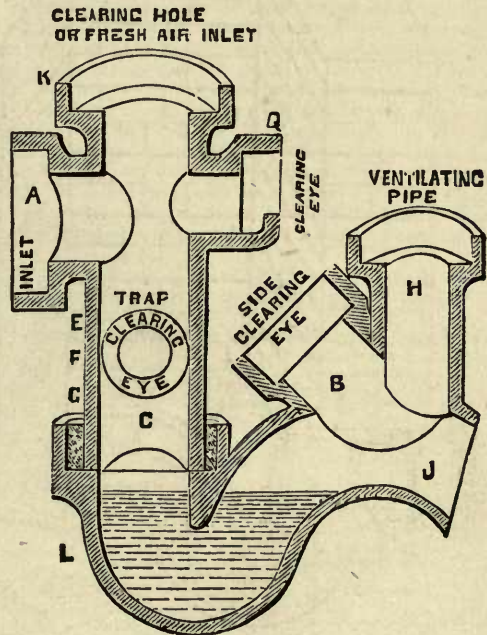 CLEARING HOLE
OR FRESH AIR INLET
K
Q
A
INLET
CLEARING
EYE
VENTILATING
PIPE
H
TRAP
CLEARING
EYE
SIDE
CLEARING
EYE
E
F
G
C
B
J
L